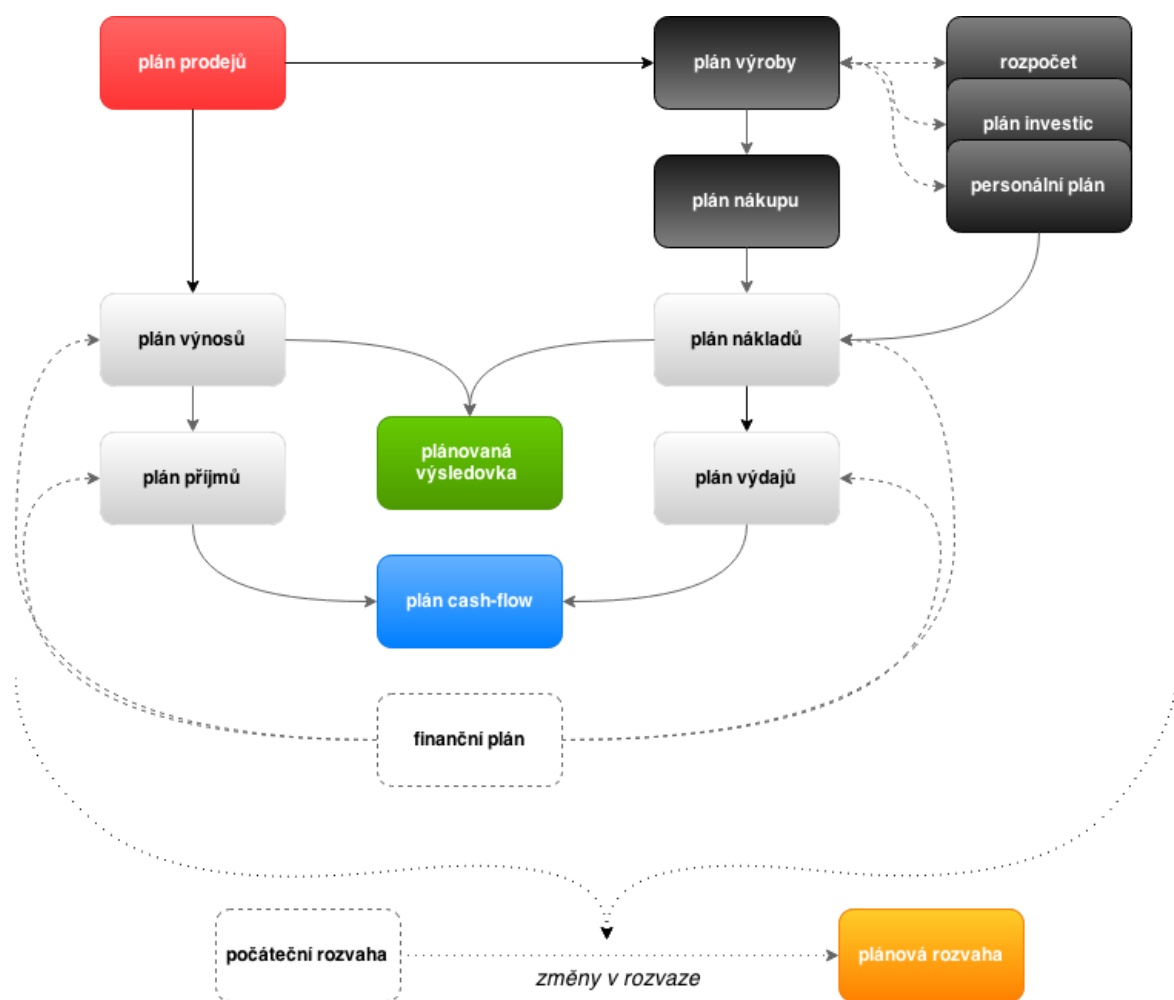 plán prodejů
plán výroby
rozpočet
plán investic
personální plán
plán nákupu
plán výnosů
plán nákladů
plánovaná
výsledovka
plán příjmů
plán výdajů
plán cash-flow
finanční plán
počáteční rozvaha
změny v rozvaze
plánová rozvaha